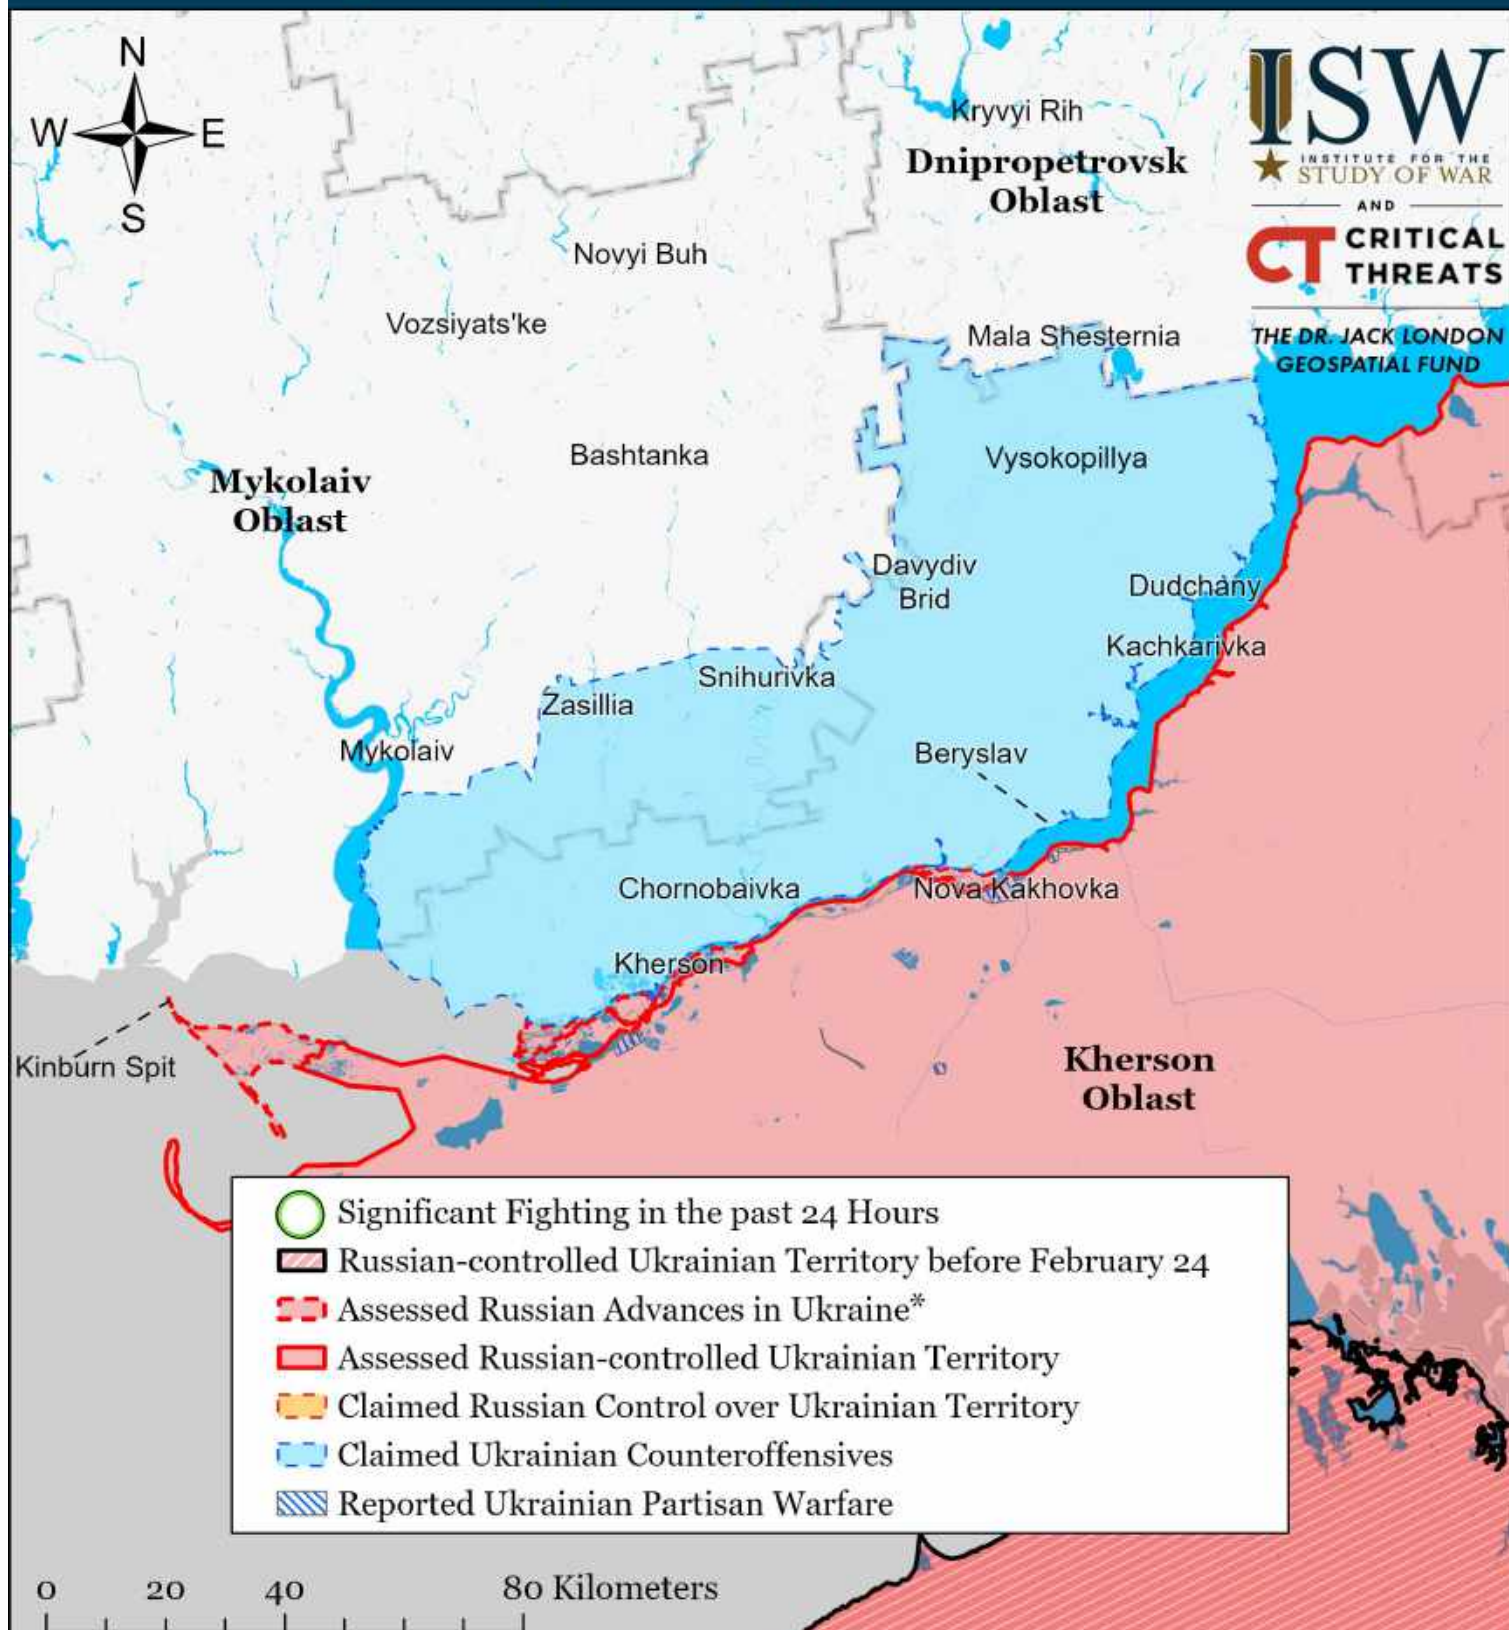 N
W E
S
Kryvyi Rih
Dnipropetrovsk
Oblast
ISW
INSTITUTE FOR THE
STUDY OF WAR
AND
CT CRITICAL
THREATS
THE DR. JACK LONDON
GEOSPATIAL FUND
Novyi Buh
Vozsiyats'ke
Mala Shesternia
Bashtanka
Vysokopillya
Mykolaiv
Oblast
Davydiv
Brid
Dudchany
Kachkarivka
Snihurivka
Zasillia
Mykolaiv
Beryslav
Chornobaivka
Nova Kakhovka
Kherson
Kinburn Spit
Kherson
Oblast
Significant Fighting in the past 24 Hours
Russian-controlled Ukrainian Territory before February 24
Assessed Russian Advances in Ukraine*
Assessed Russian-controlled Ukrainian Territory
Claimed Russian Control over Ukrainian Territory
Claimed Ukrainian Counteroffensives
Reported Ukrainian Partisan Warfare
0 20 40 80 Kilometers